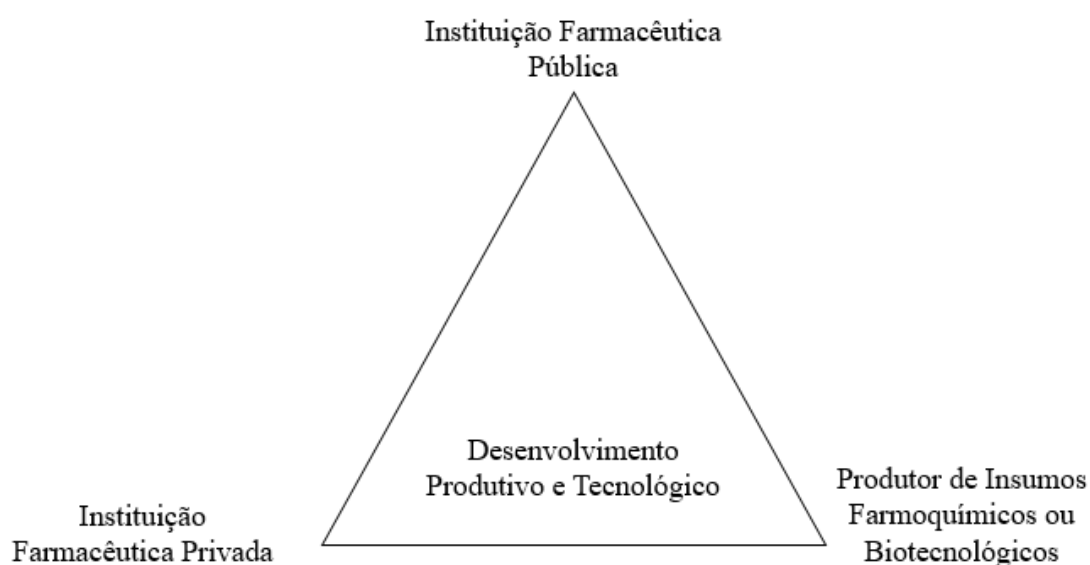 Instituição Farmacêutica
Pública
Desenvolvimento
Produtivo e Tecnológico
Instituição
Farmacêutica Privada
Produtor de Insumos
Farmoquímicos ou
Biotecnológicos